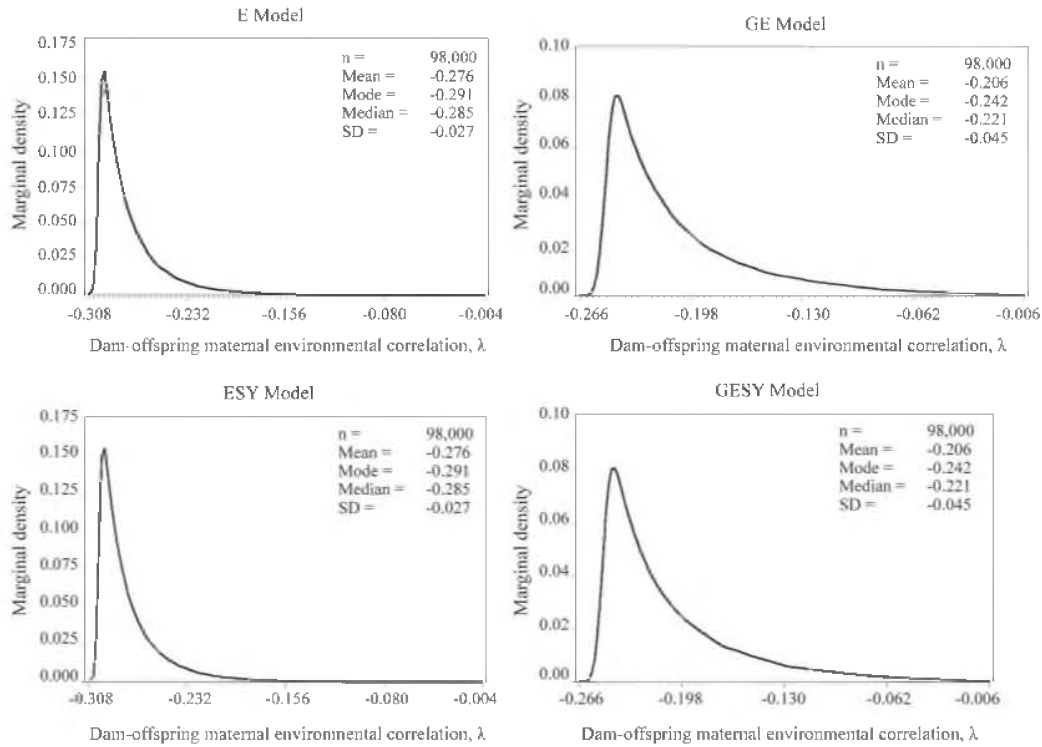 E Model
Marginal density
0.175
0.150
0.125
0.100
0.075
0.050
0.025
0.000
n = 98,000
Mean = -0.276
Mode = -0.291
Median = -0.285
SD = -0.027
-0.308 -0.232 -0.156 -0.080 -0.004
Dam-offspring maternal environmental correlation, λ
GE Model
Marginal density
0.10
0.08
0.06
0.04
0.02
0.00
n = 98,000
Mean = -0.206
Mode = -0.242
Median = -0.221
SD = -0.045
-0.266 -0.198 -0.130 -0.062 -0.006
Dam-offspring maternal environmental correlation, λ
ESY Model
Marginal density
0.175
0.150
0.125
0.100
0.075
0.050
0.025
0.000
n = 98,000
Mean = -0.276
Mode = -0.291
Median = -0.285
SD = -0.027
-0.308 -0.232 -0.156 -0.080 -0.004
Dam-offspring maternal environmental correlation, λ
GESY Model
Marginal density
0.10
0.08
0.06
0.04
0.02
0.00
n = 98,000
Mean = -0.206
Mode = -0.242
Median = -0.221
SD = -0.045
-0.266 -0.198 -0.130 -0.062 -0.006
Dam-offspring maternal environmental correlation, λ